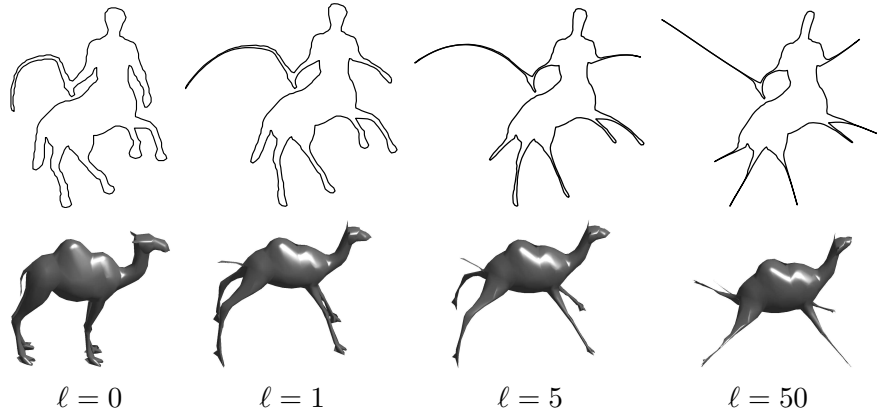 ℓ = 0 ℓ = 1 ℓ = 5 ℓ = 50